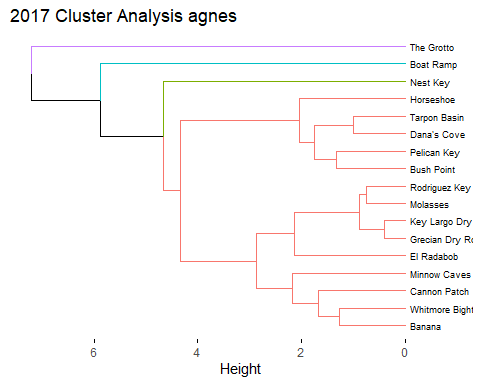 2017 Cluster Analysis agnes
The Grotto
Boat Ramp
Nest Key
Horseshoe
Tarpon Basin
Dana's Cove
Pelican Key
Bush Point
Rodriguez Key
Molasses
Key Largo Dry
Grecian Dry Ro
El Radabob
Minnow Caves
Cannon Patch
Whitmore Bight
Banana
6 4 2 0
Height